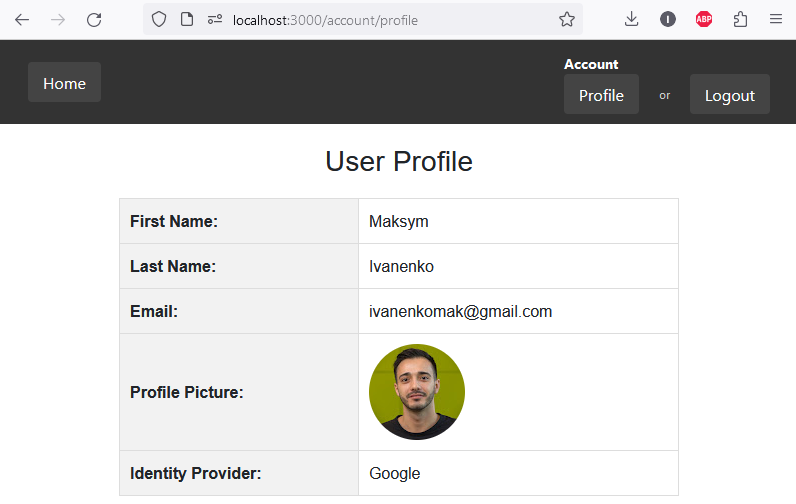 localhost:3000/account/profile
I
ABP
Home
Account
Profile
or
Logout
User Profile
First Name: Maksym
Last Name: Ivanenko
Email: ivanenkomak@gmail.com
Profile Picture:
Identity Provider: Google